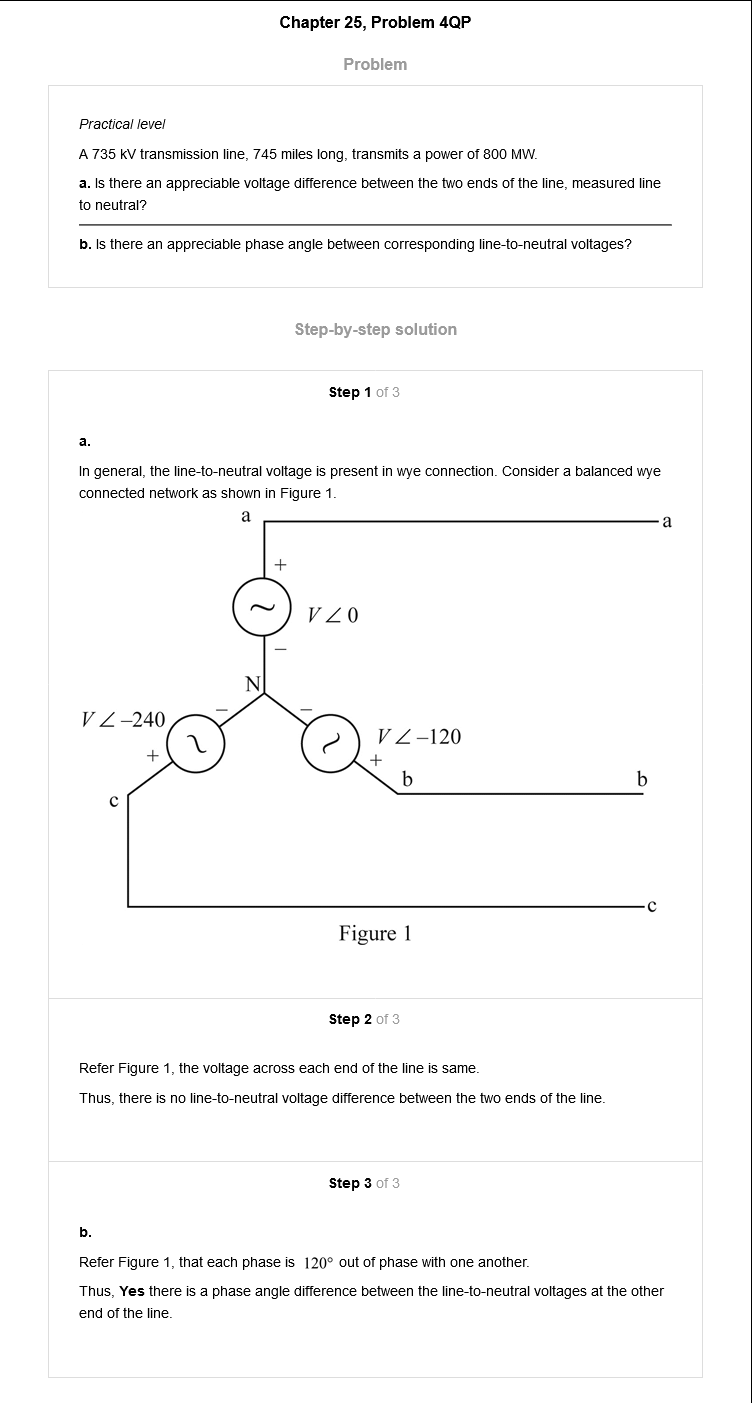 Chapter 25, Problem 4QP
Problem
Practical level
A 735 kV transmission line, 745 miles long, transmits a power of 800 MW.
a. Is there an appreciable voltage difference between the two ends of the line, measured line
to neutral?
b. Is there an appreciable phase angle between corresponding line-to-neutral voltages?
Step-by-step solution
Step 1 of 3
a.
In general, the line-to-neutral voltage is present in wye connection. Consider a balanced wye
connected network as shown in Figure 1.
a
a
+
V∠0
−
N
−
−
V∠−240
V∠−120
+
+
b
b
c
c
Figure 1
Step 2 of 3
Refer Figure 1, the voltage across each end of the line is same.
Thus, there is no line-to-neutral voltage difference between the two ends of the line.
Step 3 of 3
b.
Refer Figure 1, that each phase is 120° out of phase with one another.
Thus, Yes there is a phase angle difference between the line-to-neutral voltages at the other
end of the line.